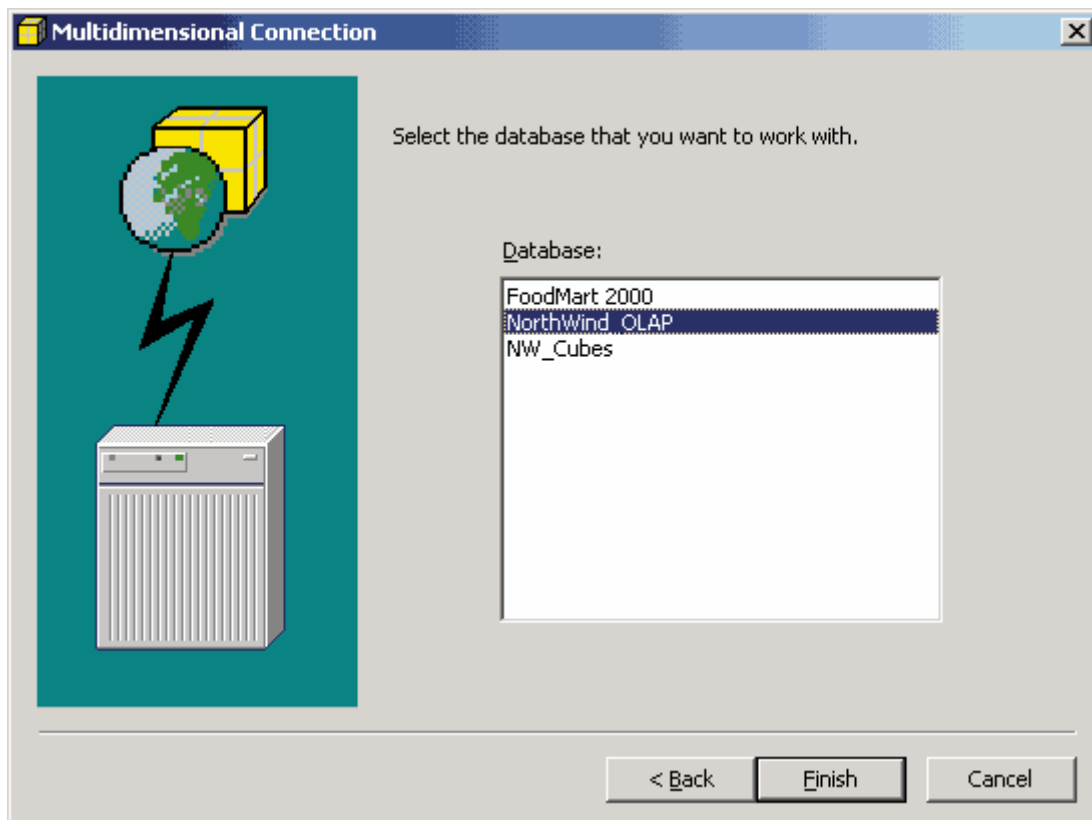 Multidimensional Connection
Select the database that you want to work with.
Database:
FoodMart 2000
NorthWind_OLAP
NW_Cubes
< Back Finish Cancel